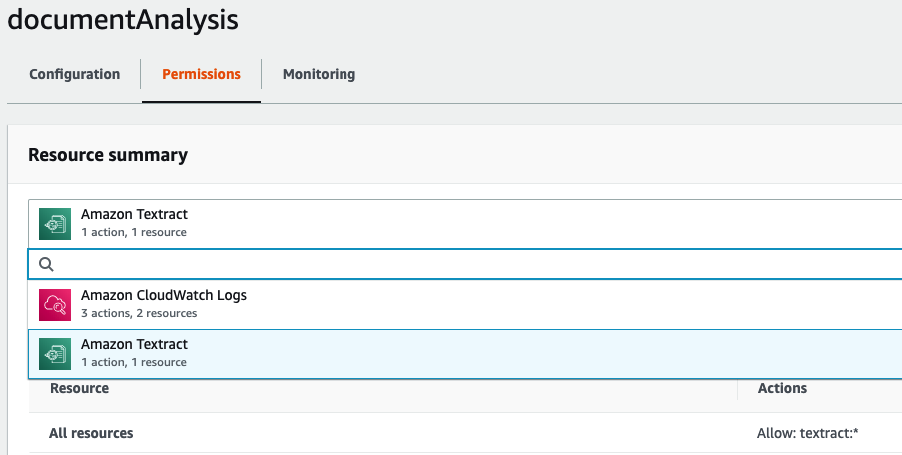 documentAnalysis
Configuration
Permissions
Monitoring
Resource summary
Amazon Textract
1 action, 1 resource
Amazon CloudWatch Logs
3 actions, 2 resources
Amazon Textract
1 action, 1 resource
Resource
Actions
All resources
Allow: textract:*